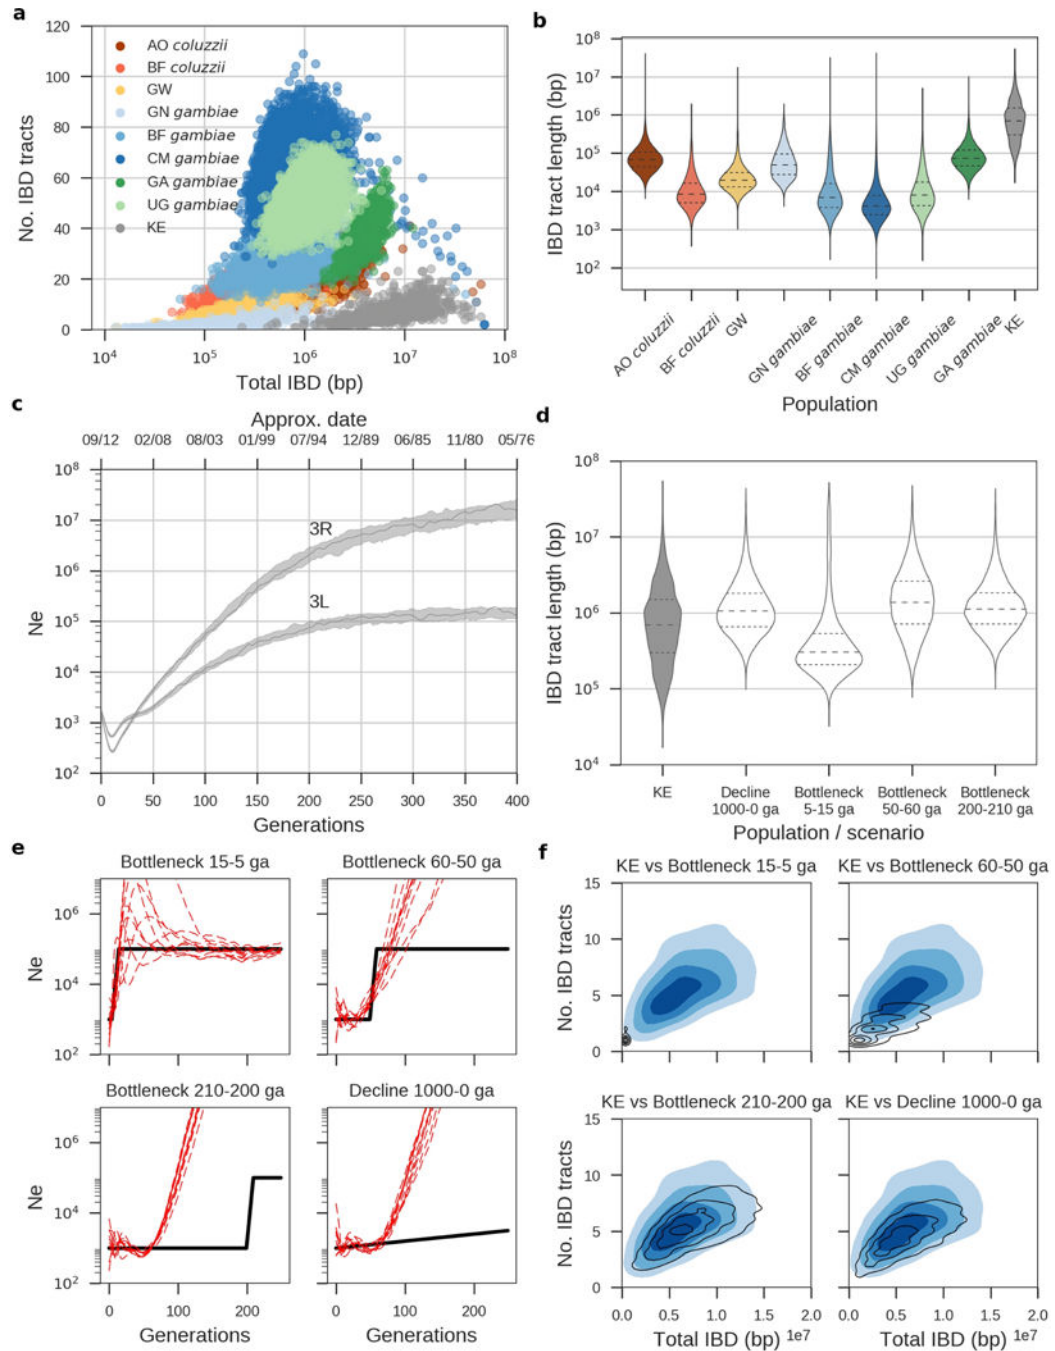 a
No. IBD tracts
120
100
80
60
40
20
0
AO coluzzii
BF coluzzii
GW
GN gambiae
BF gambiae
CM gambiae
GA gambiae
UG gambiae
KE
10⁴ 10⁵ 10⁶ 10⁷ 10⁸
Total IBD (bp)
b
IBD tract length (bp)
10⁸
10⁷
10⁶
10⁵
10⁴
10³
10²
AO coluzzii
BF coluzzii
GW
GN gambiae
BF gambiae
CM gambiae
UG gambiae
GA gambiae
KE
Population
c
Approx. date
09/12 02/08 08/03 01/99 07/94 12/89 06/85 11/80 05/76
Ne
10⁸
10⁷
10⁶
10⁵
10⁴
10³
10²
3R
3L
0 50 100 150 200 250 300 350 400
Generations
d
IBD tract length (bp)
10⁸
10⁷
10⁶
10⁵
10⁴
KE Decline Bottleneck Bottleneck Bottleneck
1000-0 ga 5-15 ga 50-60 ga 200-210 ga
Population / scenario
e
Bottleneck 15-5 ga Bottleneck 60-50 ga
Ne
10⁶
10⁴
10²
Bottleneck 210-200 ga Decline 1000-0 ga
Ne
10⁶
10⁴
10²
0 100 200 0 100 200
Generations Generations
f
KE vs Bottleneck 15-5 ga KE vs Bottleneck 60-50 ga
No. IBD tracts
15
10
5
0
KE vs Bottleneck 210-200 ga KE vs Decline 1000-0 ga
No. IBD tracts
15
10
5
0
0.0 0.5 1.0 1.5 2.0 0.0 0.5 1.0 1.5 2.0
Total IBD (bp) 1e7 Total IBD (bp) 1e7